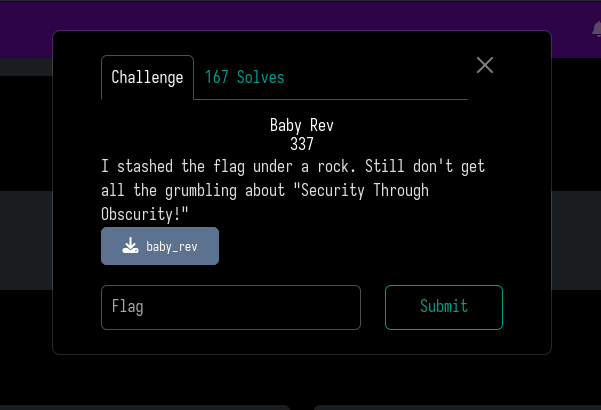 Challenge
167 Solves
Baby Rev
337
I stashed the flag under a rock. Still don't get
all the grumbling about "Security Through
Obscurity!"
baby_rev
Flag
Submit